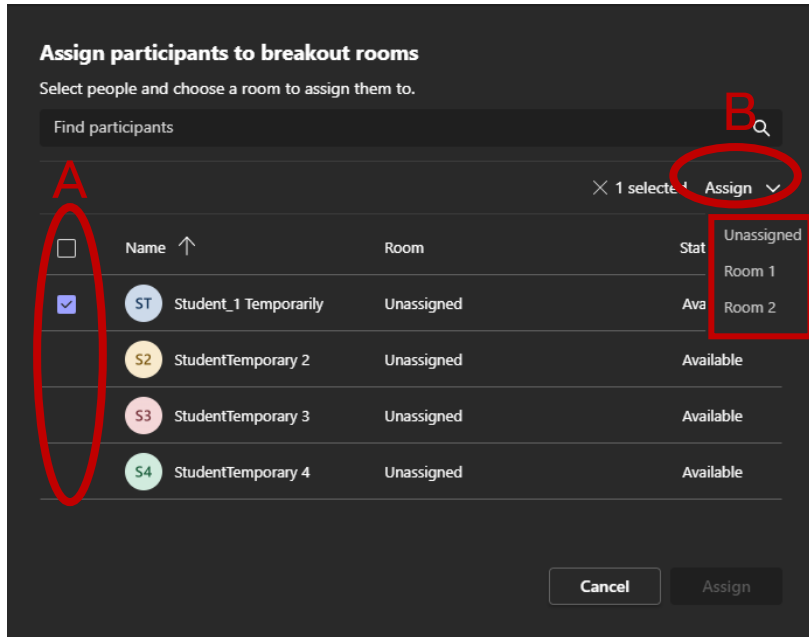 Assign participants to breakout rooms
Select people and choose a room to assign them to.
Find participants
B
A
1 selected Assign
Unassigned
Room 1
Room 2
Name Room Stat
ST Student_1 Temporarily Unassigned Ava
S2 StudentTemporary 2 Unassigned Available
S3 StudentTemporary 3 Unassigned Available
S4 StudentTemporary 4 Unassigned Available
Cancel Assign